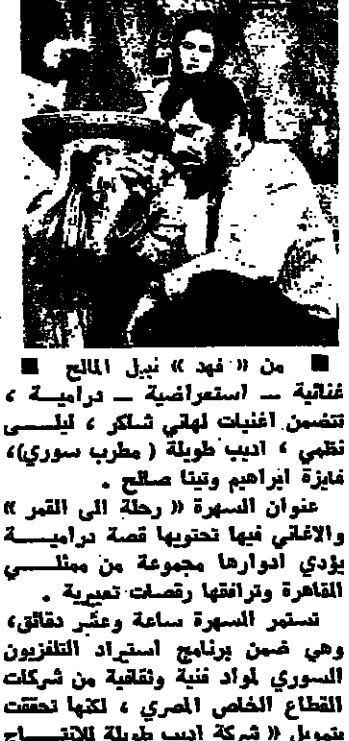 ■ من « فهد » نبيل المالح ■
غنائية — استعراضية — درامية ،
تتضمن اغنيات لهاني شاكر ، ليلى
نظمي ، اديب طويلة ( مطرب سوري)،
فايزة ابراهيم وتيتا صالح .
عنوان السهرة « رحلة الى القمر »
والاغاني فيها تحتويها قصة درامية
يؤدي ادوارها مجموعة من ممثلي
القاهرة وترافقها رقصات تعبيرية .
تستمر السهرة ساعة وعشر دقائق،
وهي ضمن برنامج استيراد التلفزيون
السوري لمواد فنية وثقافية من شركات
القطاع الخاص المصري ، لكنها تحققت
بتمويل « شركة اديب طويلة للانتاج